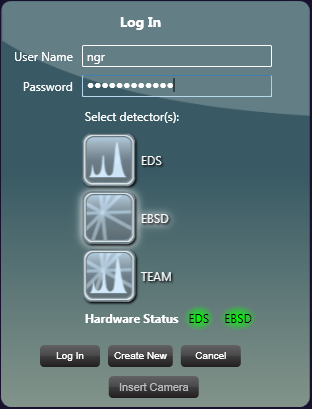 Log In
User Name ngr
Password ••••••••••••
Select detector(s):
EDS
EBSD
TEAM
Hardware Status EDS EBSD
Log In Create New Cancel
Insert Camera